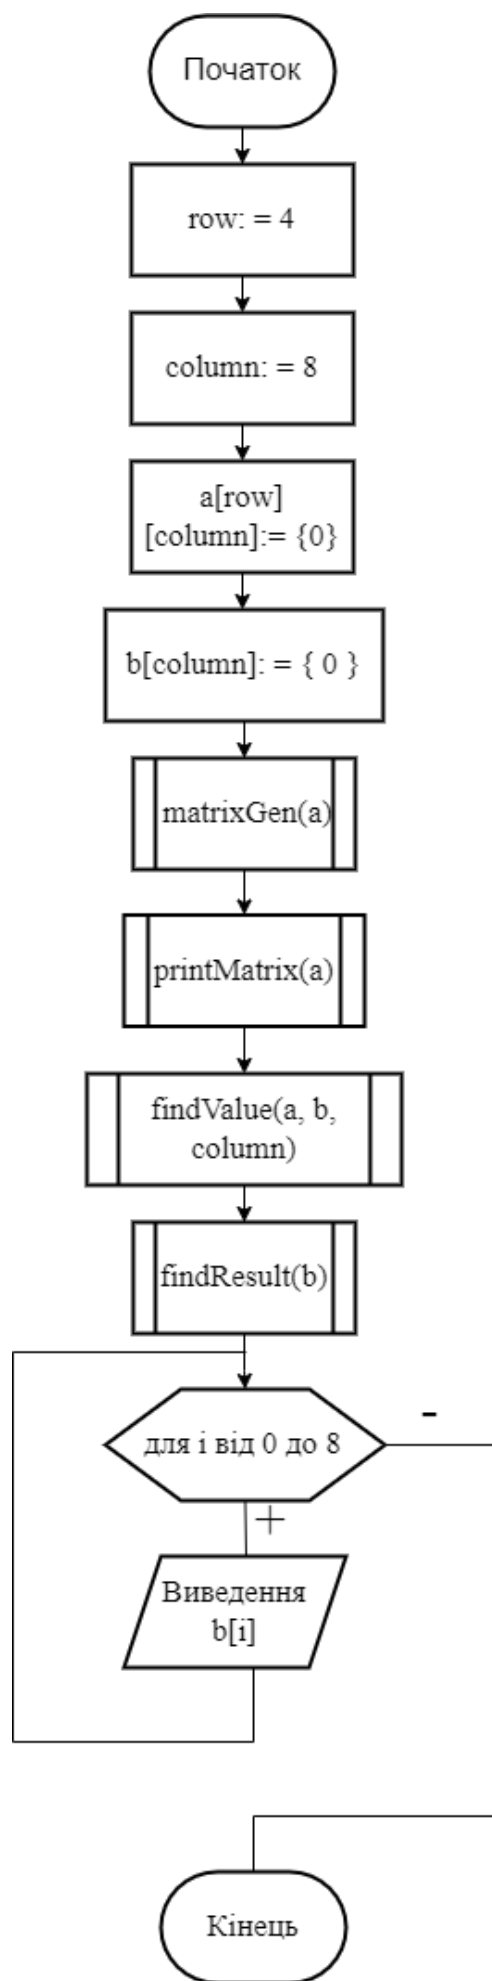 Початок
row: = 4
column: = 8
a[row]
[column]:= {0}
b[column]: = { 0 }
matrixGen(a)
printMatrix(a)
findValue(a, b,
column)
findResult(b)
-
для і від 0 до 8
+
Виведення
b[i]
Кінець